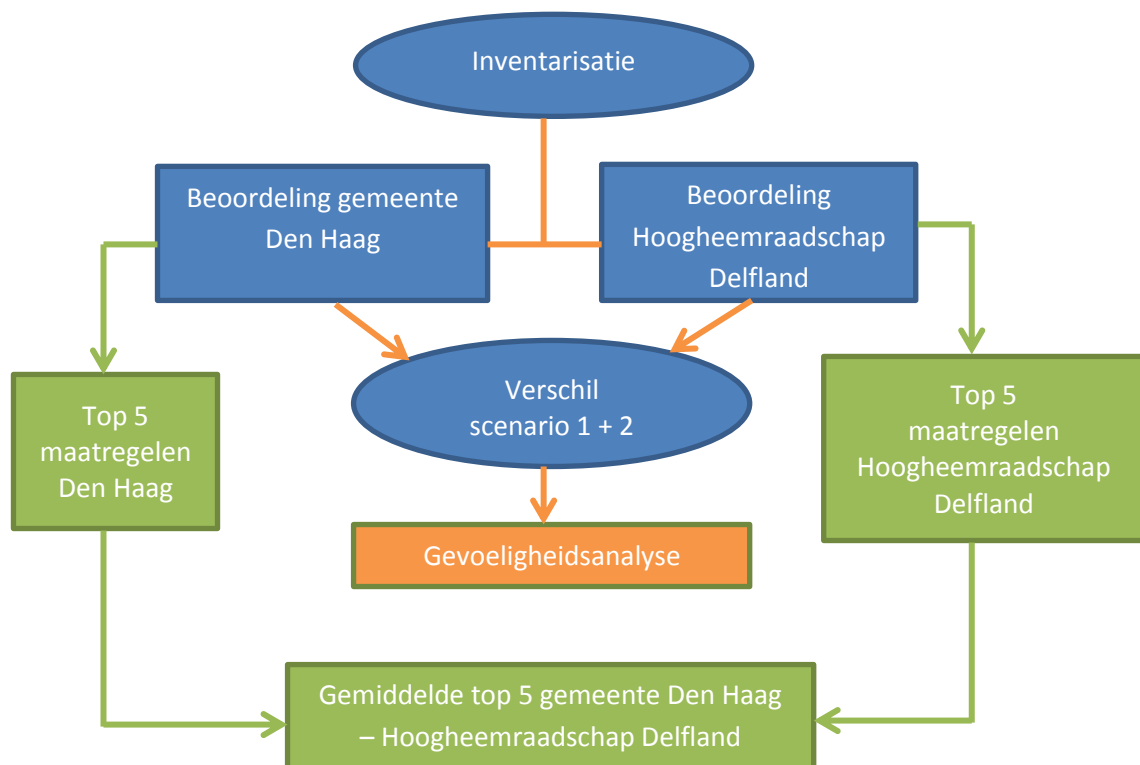 Inventarisatie
Beoordeling gemeente
Den Haag
Beoordeling
Hoogheemraadschap
Delfland
Verschil
scenario 1 + 2
Top 5
maatregelen
Den Haag
Top 5
maatregelen
Hoogheemraadschap
Delfland
Gevoeligheidsanalyse
Gemiddelde top 5 gemeente Den Haag
– Hoogheemraadschap Delfland